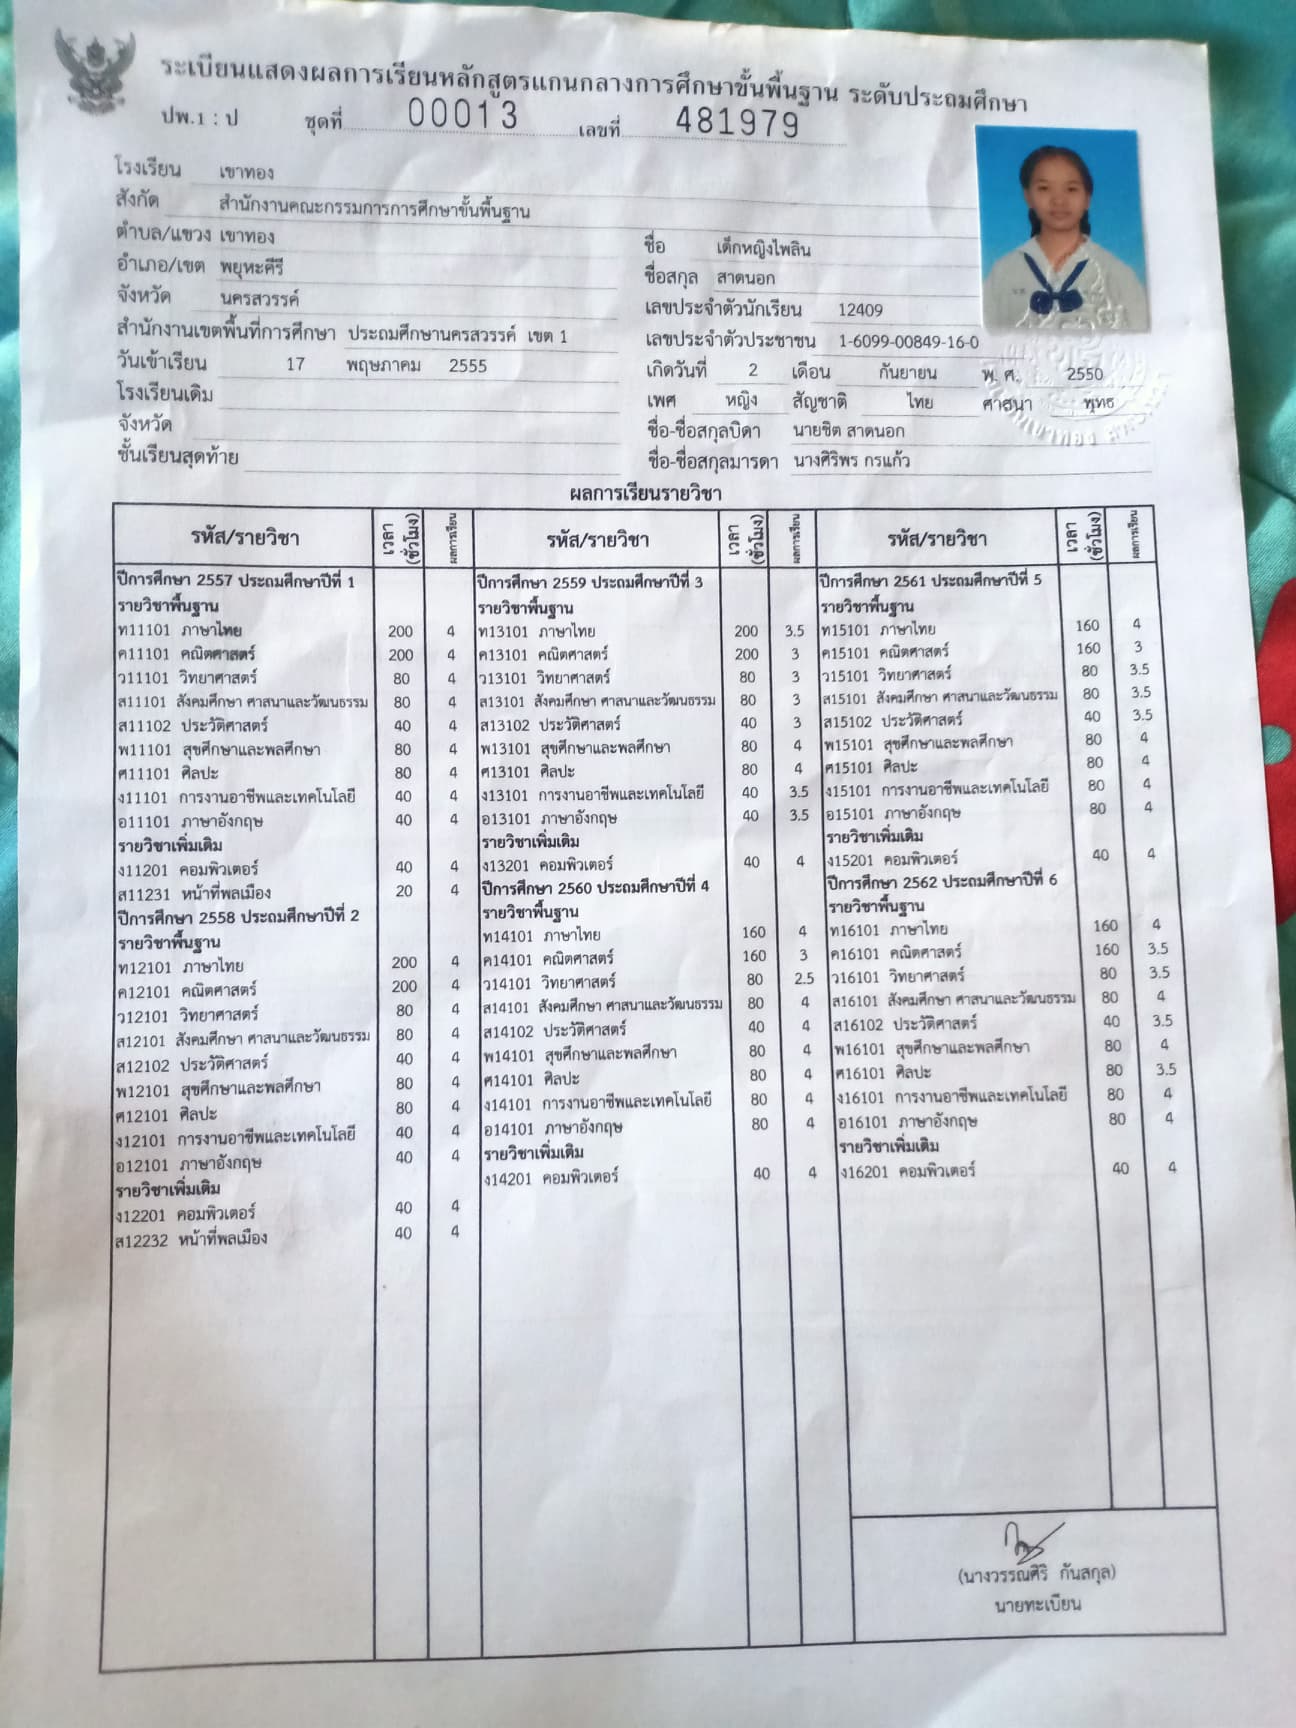 ระเบียนแสดงผลการเรียนหลักสูตรแกนกลางการศึกษาขั้นพื้นฐาน ระดับประถมศึกษา
ปพ.1 : ป ชุดที่ 00013 เลขที่ 481979
โรงเรียน เขาทอง
สังกัด สำนักงานคณะกรรมการการศึกษาขั้นพื้นฐาน
ตำบล/แขวง เขาทอง
อำเภอ/เขต พยุหะคีรี
จังหวัด นครสวรรค์
สำนักงานเขตพื้นที่การศึกษา ประถมศึกษานครสวรรค์ เขต 1
วันเข้าเรียน 17 พฤษภาคม 2555
โรงเรียนเดิม
จังหวัด
ชั้นเรียนสุดท้าย
ชื่อ เด็กหญิงไพลิน
ชื่อสกุล สาดนอก
เลขประจำตัวนักเรียน 12409
เลขประจำตัวประชาชน 1-6099-00849-16-0
เกิดวันที่ 2 เดือน กันยายน พ.ศ. 2550
เพศ หญิง สัญชาติ ไทย ศาสนา พุทธ
ชื่อ-ชื่อสกุลบิดา นายชิต สาดนอก
ชื่อ-ชื่อสกุลมารดา นางศิริพร กรแก้ว
ผลการเรียนรายวิชา
รหัส/รายวิชา เวลา (ชั่วโมง) ผลการเรียน
ปีการศึกษา 2557 ประถมศึกษาปีที่ 1
รายวิชาพื้นฐาน
ท11101 ภาษาไทย 200 4
ค11101 คณิตศาสตร์ 200 4
ว11101 วิทยาศาสตร์ 80 4
ส11101 สังคมศึกษา ศาสนาและวัฒนธรรม 80 4
ส11102 ประวัติศาสตร์ 40 4
พ11101 สุขศึกษาและพลศึกษา 80 4
ศ11101 ศิลปะ 80 4
ง11101 การงานอาชีพและเทคโนโลยี 40 4
อ11101 ภาษาอังกฤษ 40 4
รายวิชาเพิ่มเติม
ง11201 คอมพิวเตอร์ 40 4
ส11231 หน้าที่พลเมือง 20 4
ปีการศึกษา 2558 ประถมศึกษาปีที่ 2
รายวิชาพื้นฐาน
ท12101 ภาษาไทย 200 4
ค12101 คณิตศาสตร์ 200 4
ว12101 วิทยาศาสตร์ 80 4
ส12101 สังคมศึกษา ศาสนาและวัฒนธรรม 80 4
ส12102 ประวัติศาสตร์ 40 4
พ12101 สุขศึกษาและพลศึกษา 80 4
ศ12101 ศิลปะ 80 4
ง12101 การงานอาชีพและเทคโนโลยี 40 4
อ12101 ภาษาอังกฤษ 40 4
รายวิชาเพิ่มเติม
ง12201 คอมพิวเตอร์ 40 4
ส12232 หน้าที่พลเมือง 40 4
รหัส/รายวิชา เวลา (ชั่วโมง) ผลการเรียน
ปีการศึกษา 2559 ประถมศึกษาปีที่ 3
รายวิชาพื้นฐาน
ท13101 ภาษาไทย 200 3.5
ค13101 คณิตศาสตร์ 200 3
ว13101 วิทยาศาสตร์ 80 3
ส13101 สังคมศึกษา ศาสนาและวัฒนธรรม 80 3
ส13102 ประวัติศาสตร์ 40 3
พ13101 สุขศึกษาและพลศึกษา 80 4
ศ13101 ศิลปะ 80 4
ง13101 การงานอาชีพและเทคโนโลยี 40 3.5
อ13101 ภาษาอังกฤษ 40 3.5
รายวิชาเพิ่มเติม
ง13201 คอมพิวเตอร์ 40 4
ปีการศึกษา 2560 ประถมศึกษาปีที่ 4
รายวิชาพื้นฐาน
ท14101 ภาษาไทย 160 4
ค14101 คณิตศาสตร์ 160 3
ว14101 วิทยาศาสตร์ 80 2.5
ส14101 สังคมศึกษา ศาสนาและวัฒนธรรม 80 4
ส14102 ประวัติศาสตร์ 40 4
พ14101 สุขศึกษาและพลศึกษา 80 4
ศ14101 ศิลปะ 80 4
ง14101 การงานอาชีพและเทคโนโลยี 80 4
อ14101 ภาษาอังกฤษ 80 4
รายวิชาเพิ่มเติม
ง14201 คอมพิวเตอร์ 40 4
รหัส/รายวิชา เวลา (ชั่วโมง) ผลการเรียน
ปีการศึกษา 2561 ประถมศึกษาปีที่ 5
รายวิชาพื้นฐาน
ท15101 ภาษาไทย 160 4
ค15101 คณิตศาสตร์ 160 3
ว15101 วิทยาศาสตร์ 80 3.5
ส15101 สังคมศึกษา ศาสนาและวัฒนธรรม 80 3.5
ส15102 ประวัติศาสตร์ 40 3.5
พ15101 สุขศึกษาและพลศึกษา 80 4
ศ15101 ศิลปะ 80 4
ง15101 การงานอาชีพและเทคโนโลยี 80 4
อ15101 ภาษาอังกฤษ 80 4
รายวิชาเพิ่มเติม
ง15201 คอมพิวเตอร์ 40 4
ปีการศึกษา 2562 ประถมศึกษาปีที่ 6
รายวิชาพื้นฐาน
ท16101 ภาษาไทย 160 4
ค16101 คณิตศาสตร์ 160 3.5
ว16101 วิทยาศาสตร์ 80 3.5
ส16101 สังคมศึกษา ศาสนาและวัฒนธรรม 80 4
ส16102 ประวัติศาสตร์ 40 3.5
พ16101 สุขศึกษาและพลศึกษา 80 4
ศ16101 ศิลปะ 80 3.5
ง16101 การงานอาชีพและเทคโนโลยี 80 4
อ16101 ภาษาอังกฤษ 80 4
รายวิชาเพิ่มเติม
ง16201 คอมพิวเตอร์ 40 4
(นางวรรณศิริ กันสกุล)
นายทะเบียน